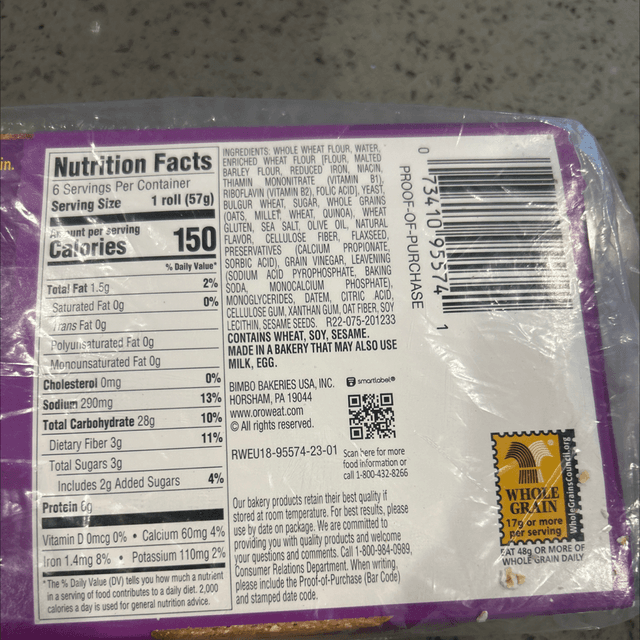 in.
Nutrition Facts
6 Servings Per Container
Serving Size 1 roll (57g)
Amount per serving
Calories 150
% Daily Value*
Total Fat 1.5g 2%
Saturated Fat 0g 0%
Trans Fat 0g
Polyunsaturated Fat 0g
Monounsaturated Fat 0g
Cholesterol 0mg 0%
Sodium 290mg 13%
Total Carbohydrate 28g 10%
Dietary Fiber 3g 11%
Total Sugars 3g
Includes 2g Added Sugars 4%
Protein 6g
Vitamin D 0mcg 0% • Calcium 60mg 4%
Iron 1.4mg 8% • Potassium 110mg 2%
*The % Daily Value (DV) tells you how much a nutrient
in a serving of food contributes to a daily diet. 2,000
calories a day is used for general nutrition advice.
INGREDIENTS: WHOLE WHEAT FLOUR, WATER,
ENRICHED WHEAT FLOUR [FLOUR, MALTED
BARLEY FLOUR, REDUCED IRON, NIACIN,
THIAMIN MONONITRATE (VITAMIN B1),
RIBOFLAVIN (VITAMIN B2), FOLIC ACID], YEAST,
BULGUR WHEAT, SUGAR, WHOLE GRAINS
(OATS, MILLET, WHEAT, QUINOA), WHEAT
GLUTEN, SEA SALT, OLIVE OIL, NATURAL
FLAVOR, CELLULOSE FIBER, FLAXSEED,
PRESERVATIVES (CALCIUM PROPIONATE,
SORBIC ACID), GRAIN VINEGAR, LEAVENING
(SODIUM ACID PYROPHOSPHATE, BAKING
SODA, MONOCALCIUM PHOSPHATE),
MONOGLYCERIDES, DATEM, CITRIC ACID,
CELLULOSE GUM, XANTHAN GUM, OAT FIBER, SOY
LECITHIN, SESAME SEEDS. R22-075-201233
CONTAINS WHEAT, SOY, SESAME.
MADE IN A BAKERY THAT MAY ALSO USE
MILK, EGG.
BIMBO BAKERIES USA, INC.
HORSHAM, PA 19044
www.oroweat.com
© All rights reserved.
RWEU18-95574-23-01
smartlabel®
Scan here for more
food information or
call 1-800-432-8266
Our bakery products retain their best quality if
stored at room temperature. For best results, please
use by date on package. We are committed to
providing you with quality products and welcome
your questions and comments. Call 1-800-984-0989,
Consumer Relations Department. When writing,
please include the Proof-of-Purchase (Bar Code)
and stamped date code.
PROOF-OF-PURCHASE
0 73410 95574 1
WHOLE
GRAIN
17g or more
per serving
WholeGrainsCouncil.org
EAT 48g OR MORE OF
WHOLE GRAIN DAILY